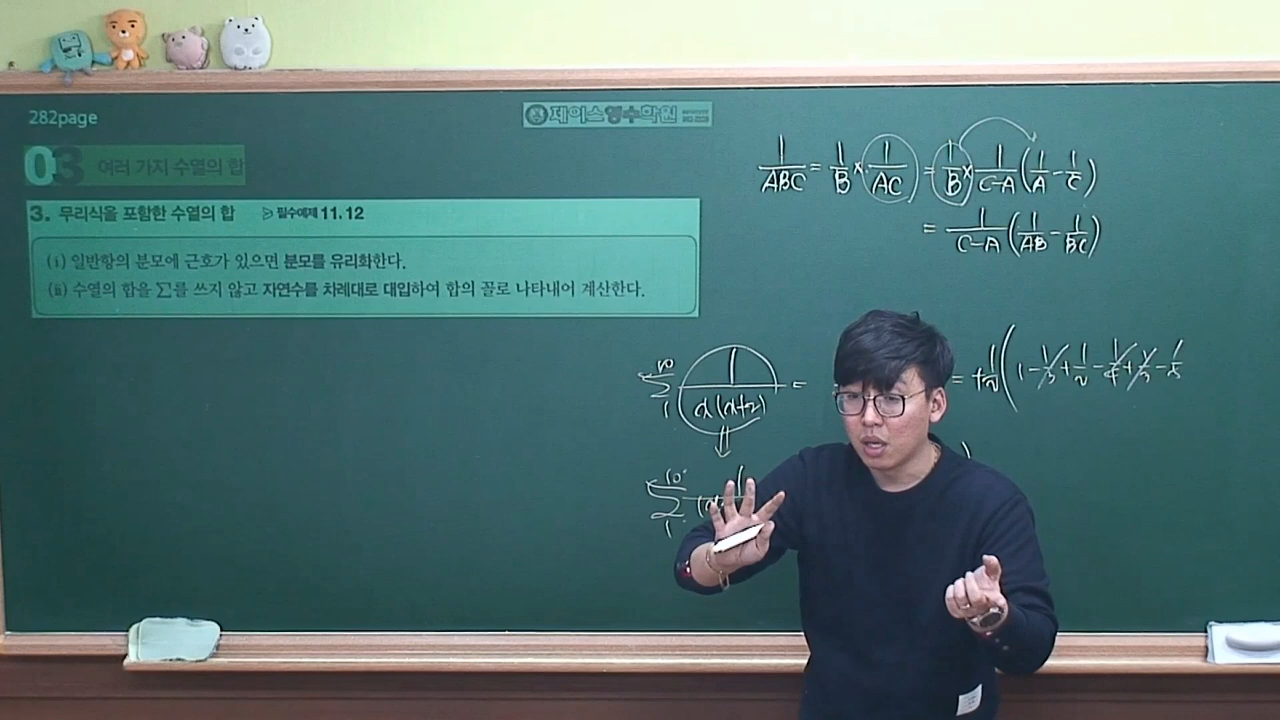 282page
제이스영수학원
03 여러 가지 수열의 합
3. 무리식을 포함한 수열의 합 ▷ 필수예제 11, 12
(ⅰ) 일반항의 분모에 근호가 있으면 분모를 유리화한다.
(ⅱ) 수열의 합을 ∑를 쓰지 않고 자연수를 차례대로 대입하여 합의 꼴로 나타내어 계산한다.
1/ABC = 1/B × 1/AC = 1/B × 1/C-A (1/A - 1/C)
= 1/C-A (1/AB - 1/BC)
10 ∑ 1 1
10 ∑ 1